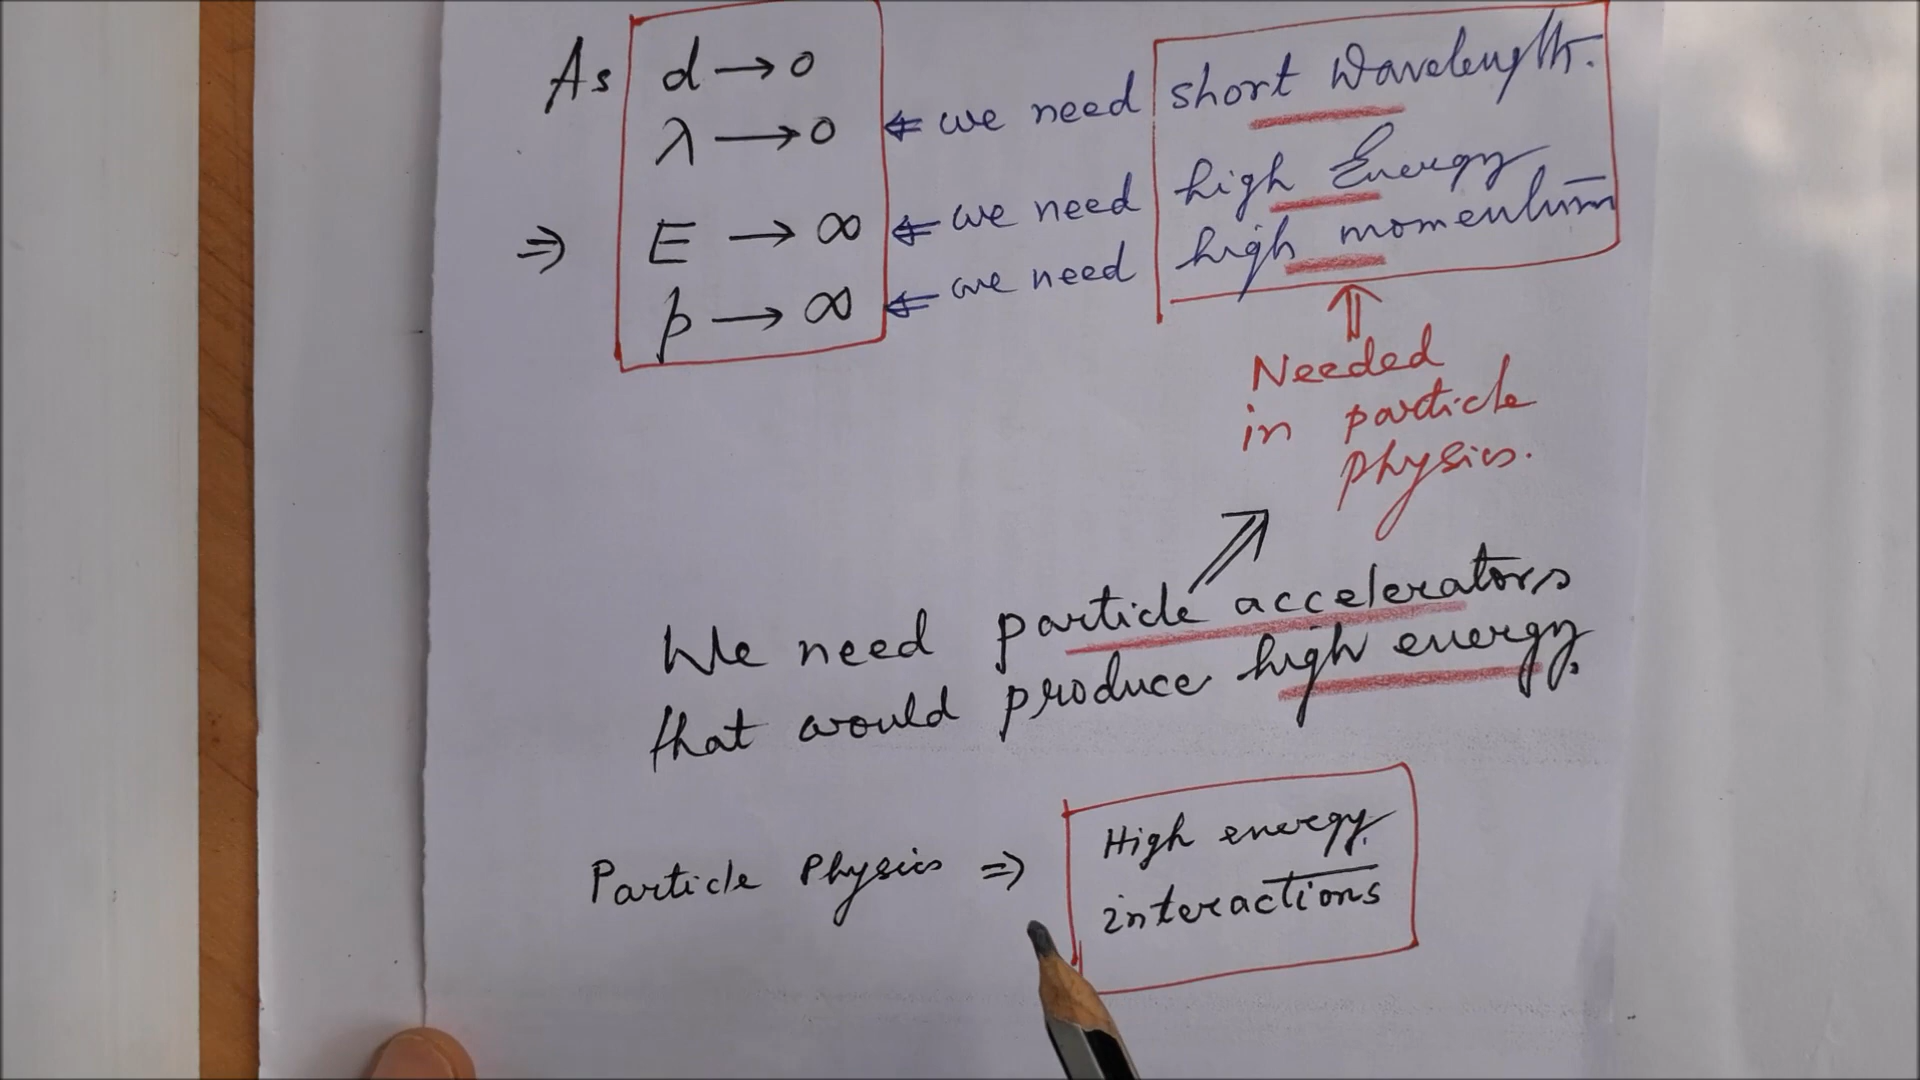 As d → 0
λ → 0 ⇐ we need short Wavelength.
⇒ E → ∞ ⇐ we need high Energy
p → ∞ ⇐ we need high momentum
⇑
Needed
in particle
physics.
⇗
We need particle accelerators
that would produce high energy.
Particle Physics ⇒ High energy
interactions